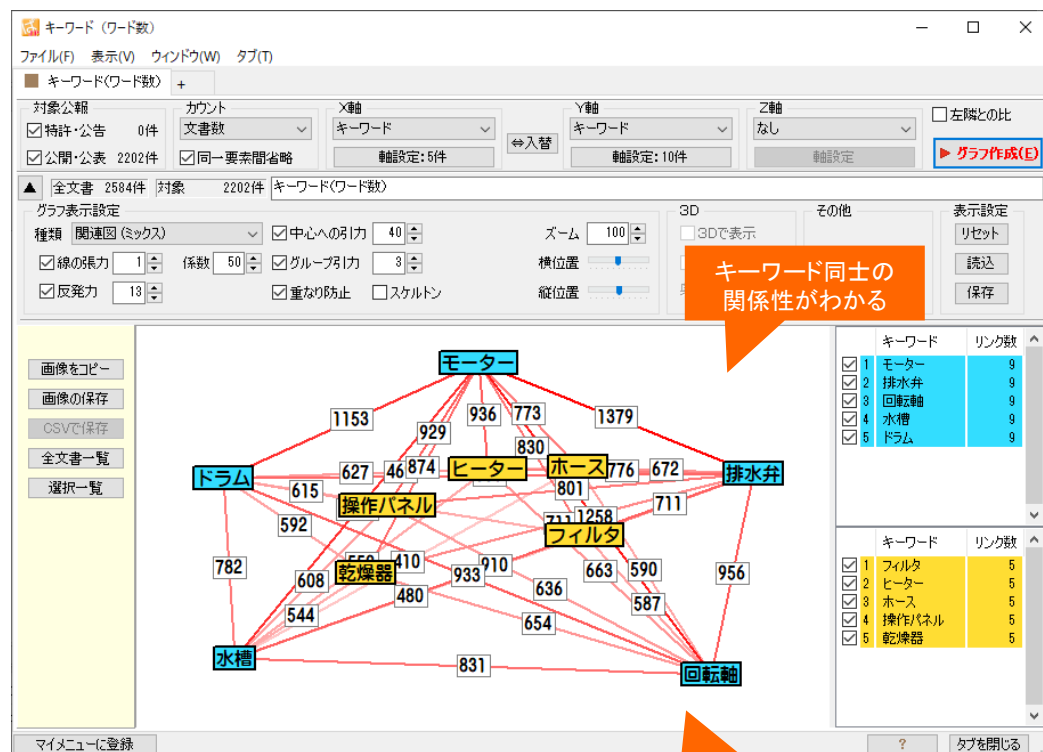 キーワード（ワード数）
ファイル(F) 表示(V) ウィンドウ(W) タブ(T)
キーワード(ワード数) +
対象公報 カウント X軸 Y軸 Z軸 左隣との比
特許・公告 0件 文書数 キーワード キーワード なし
⇔入替
公開・公表 2202件 同一要素間省略 軸設定:5件 軸設定:10件 軸設定 グラフ作成(E)
全文書 2584件 対象 2202件 キーワード(ワード数)
グラフ表示設定 3D その他 表示設定
種類 関連図(ミックス) 中心への引力 40 ズーム 100 3Dで表示 リセット
線の張力 1 係数 50 グループ引力 3 横位置 読込
反発力 13 重なり防止 スケルトン 縦位置 保存
キーワード同士の
関係性がわかる
画像をコピー
画像の保存
CSVで保存
全文書一覧
選択一覧
モーター
1153 936 773 1379
929 830
ドラム 627 874 ヒーター ホース 776 672 排水弁
615 801
操作パネル 711
592 1258
フィルタ
782 608 乾燥器 410 933 910 663 590 956
544 480 636 587
654
水槽 831 回転軸
キーワード リンク数
1 モーター 9
2 排水弁 9
3 回転軸 9
4 水槽 9
5 ドラム 9
キーワード リンク数
1 フィルタ 5
2 ヒーター 5
3 ホース 5
4 操作パネル 5
5 乾燥器 5
マイメニューに登録 ? タブを閉じる